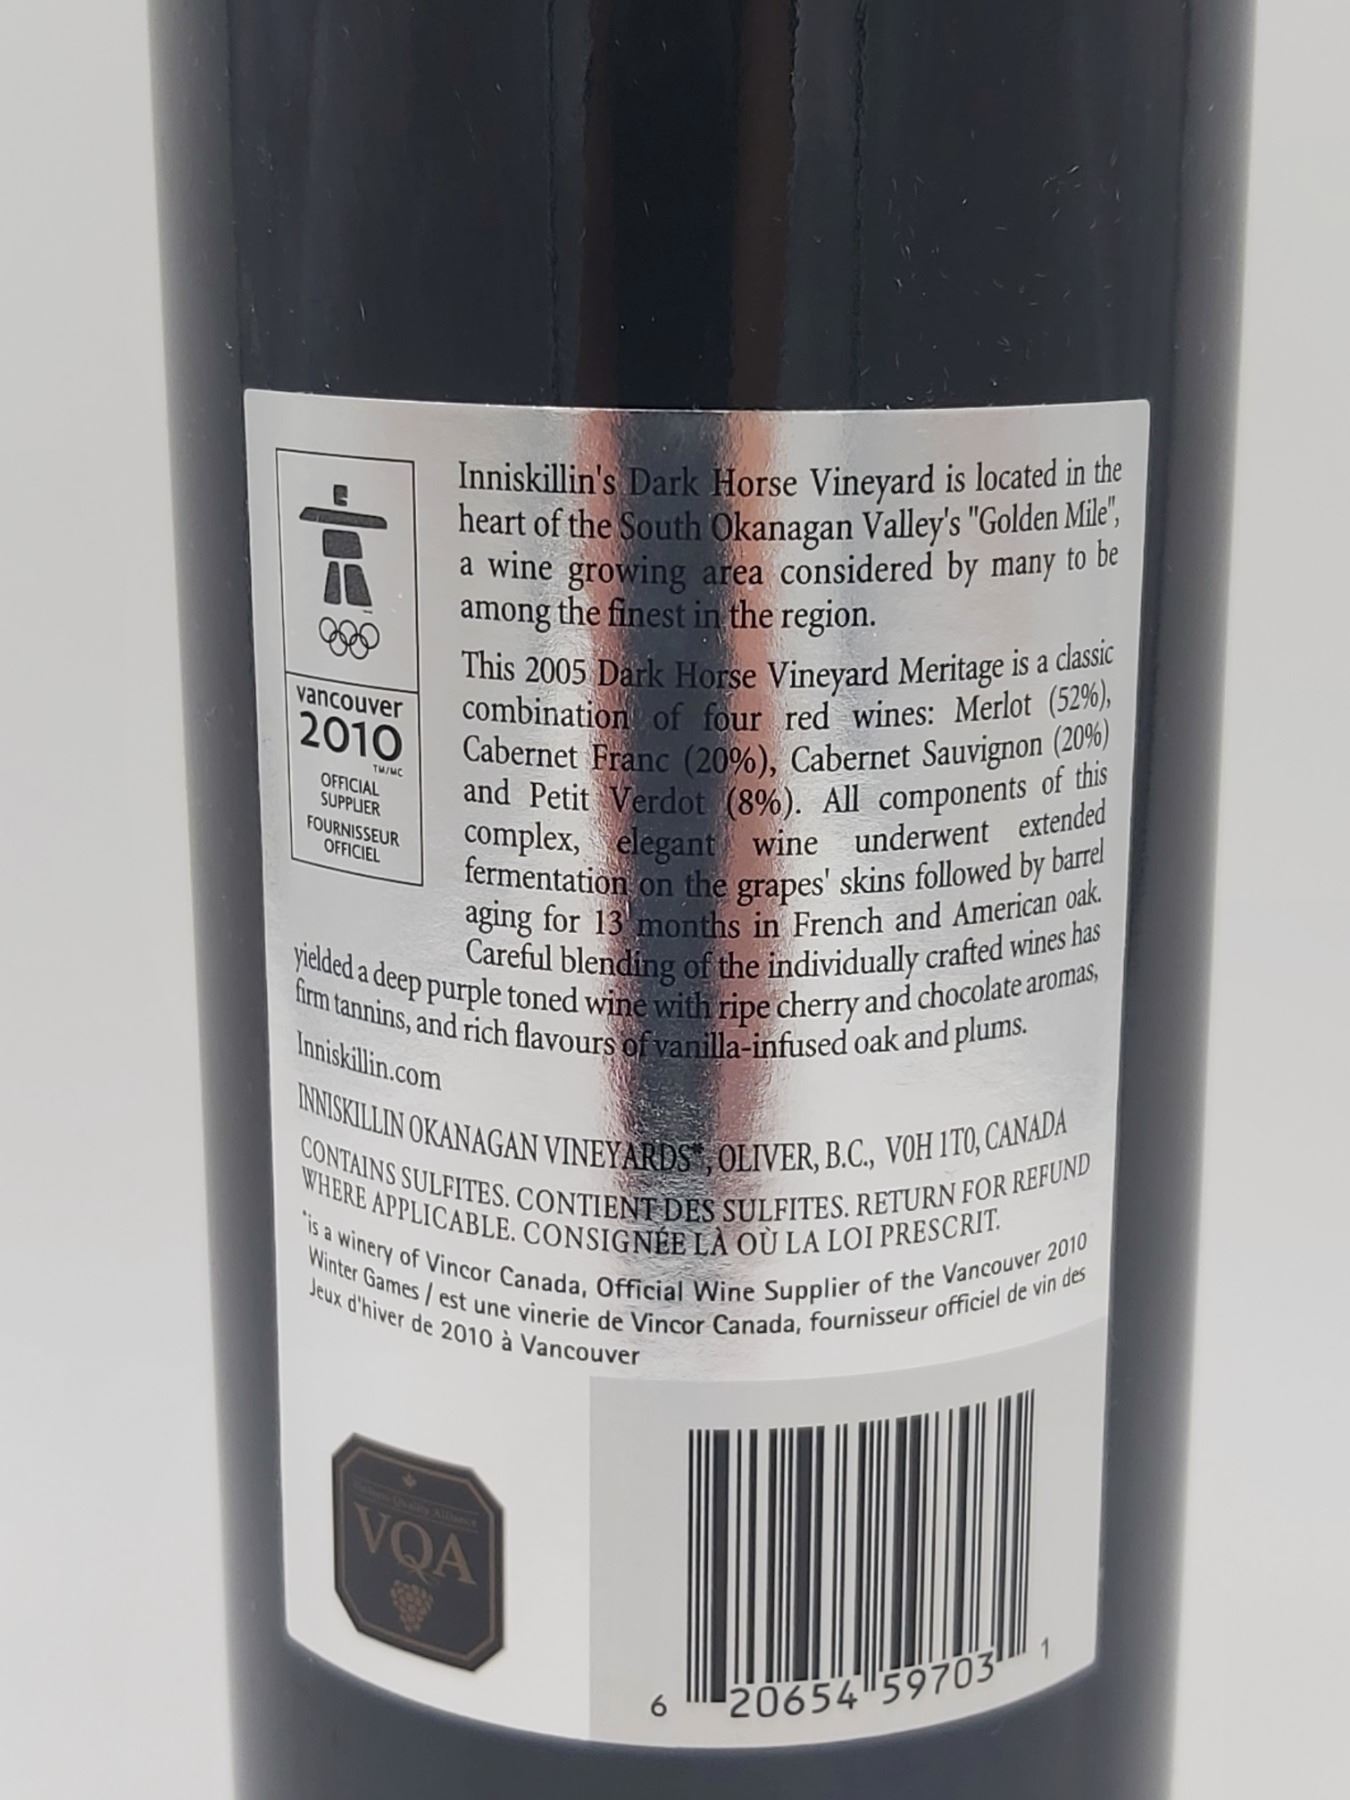 Inniskillin's Dark Horse Vineyard is located in the
heart of the South Okanagan Valley's "Golden Mile",
a wine growing area considered by many to be
among the finest in the region.
This 2005 Dark Horse Vineyard Meritage is a classic
combination of four red wines: Merlot (52%),
Cabernet Franc (20%), Cabernet Sauvignon (20%)
and Petit Verdot (8%). All components of this
complex, elegant wine underwent extended
fermentation on the grapes' skins followed by barrel
aging for 13 months in French and American oak.
Careful blending of the individually crafted wines has
yielded a deep purple toned wine with ripe cherry and chocolate aromas,
firm tannins, and rich flavours of vanilla-infused oak and plums.
vancouver
2010
TM/MC
OFFICIAL
SUPPLIER
FOURNISSEUR
OFFICIEL
Inniskillin.com
INNISKILLIN OKANAGAN VINEYARDS*, OLIVER, B.C., V0H 1T0, CANADA
CONTAINS SULFITES. CONTIENT DES SULFITES. RETURN FOR REFUND
WHERE APPLICABLE. CONSIGNÉE LÀ OÙ LA LOI PRESCRIT.
*is a winery of Vincor Canada, Official Wine Supplier of the Vancouver 2010
Winter Games / est une vinerie de Vincor Canada, fournisseur officiel de vin des
Jeux d'hiver de 2010 à Vancouver
Vintners Quality Alliance
VQA
6 20654 59703 1